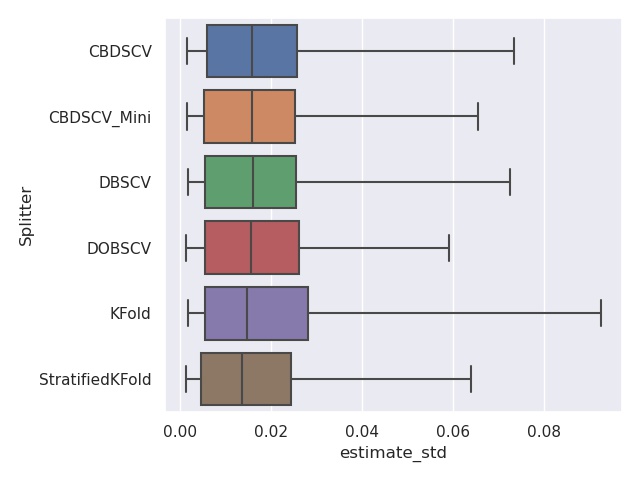 Splitter
CBDSCV
CBDSCV_Mini
DBSCV
DOBSCV
KFold
StratifiedKFold
0.00 0.02 0.04 0.06 0.08
estimate_std